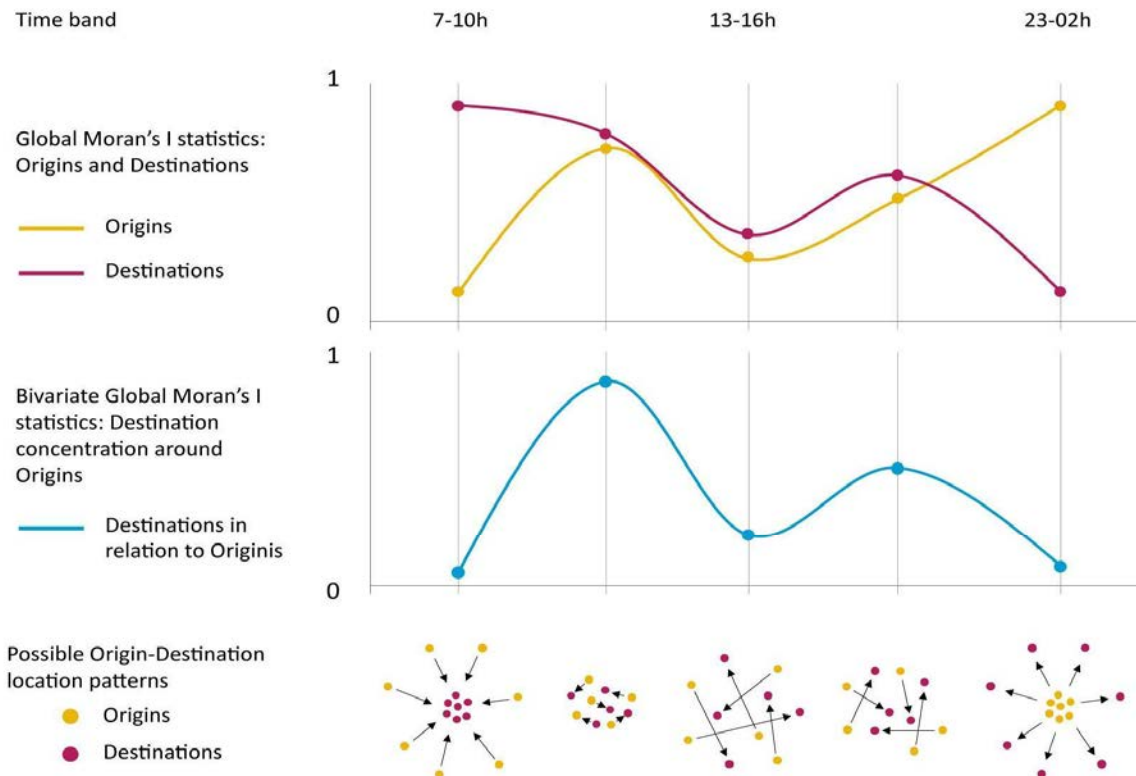 Time band 7-10h 13-16h 23-02h
1
Global Moran's I statistics:
Origins and Destinations
Origins
Destinations
0
1
Bivariate Global Moran's I
statistics: Destination
concentration around
Origins
Destinations in
relation to Originis
0
Possible Origin-Destination
location patterns
Origins
Destinations